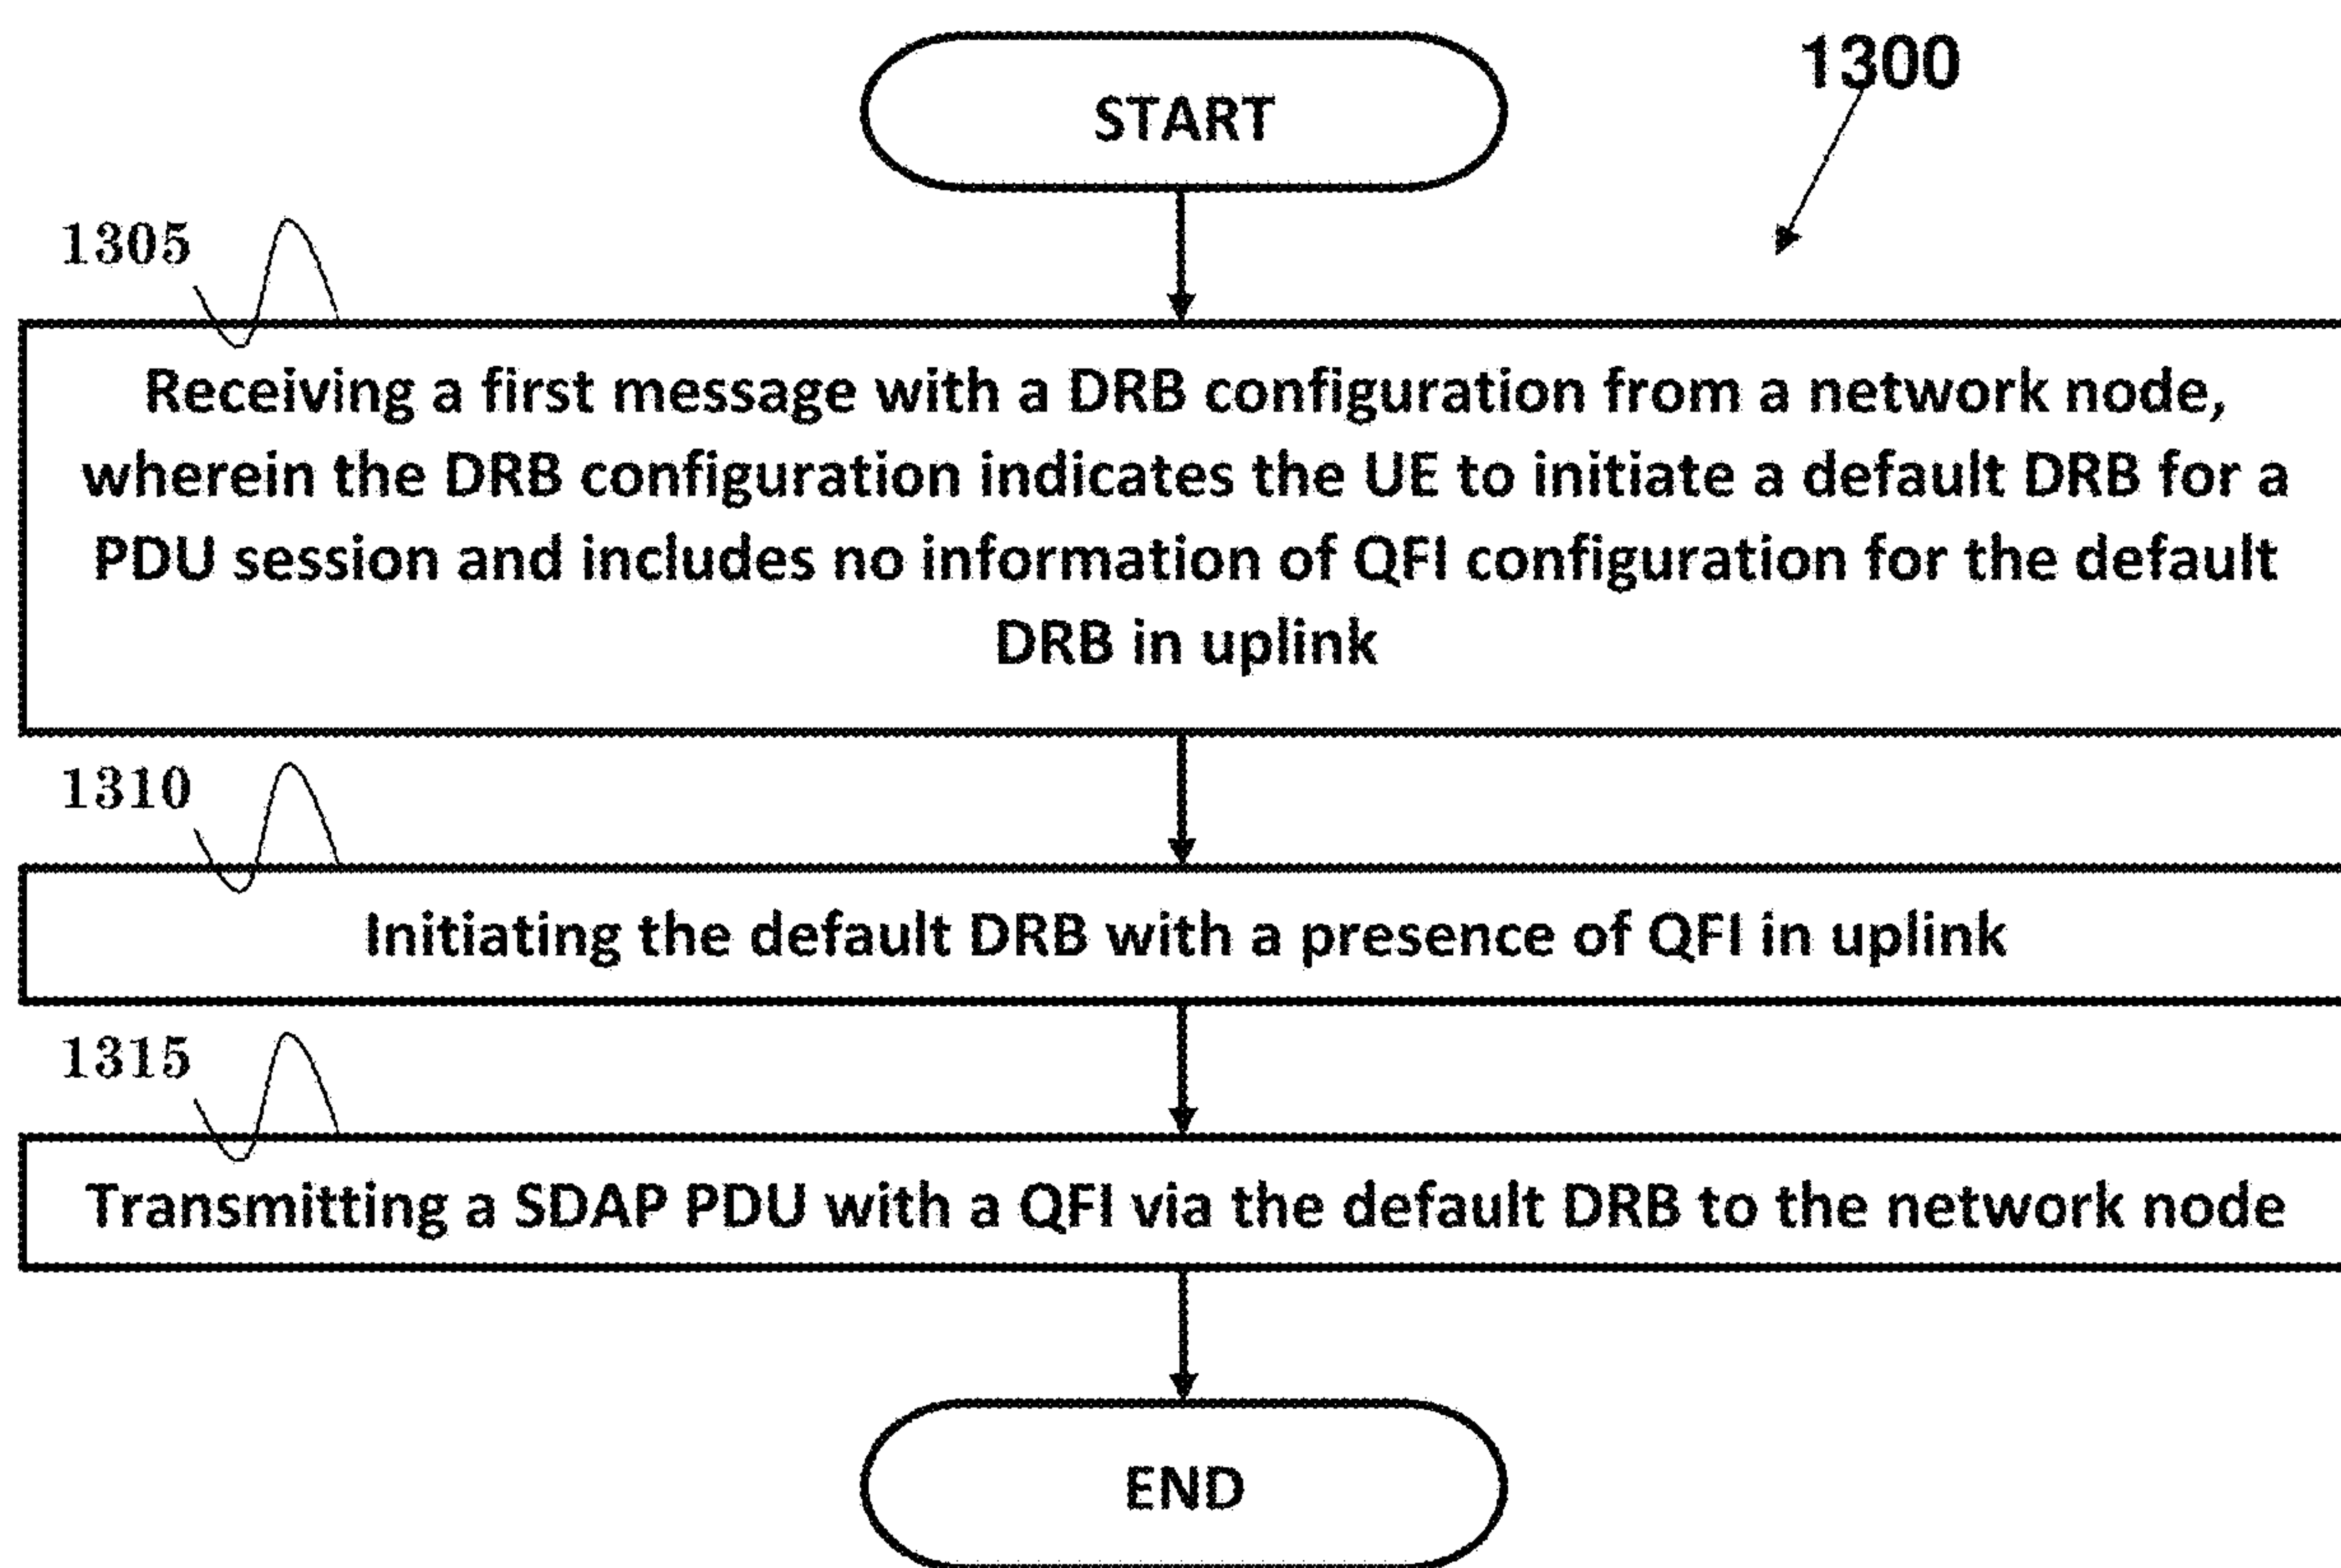 START
1300
1305
Receiving a first message with a DRB configuration from a network node,
wherein the DRB configuration indicates the UE to initiate a default DRB for a
PDU session and includes no information of QFI configuration for the default
DRB in uplink
1310
Initiating the default DRB with a presence of QFI in uplink
1315
Transmitting a SDAP PDU with a QFI via the default DRB to the network node
END